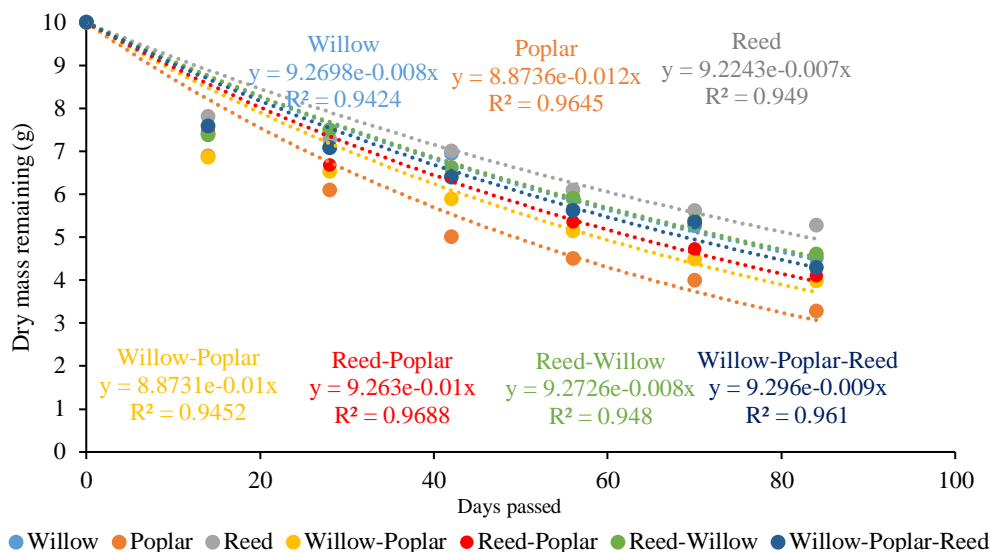 Dry mass remaining (g)
10
9
8
7
6
5
4
3
2
1
0
Willow
y = 9.2698e-0.008x
R² = 0.9424
Poplar
y = 8.8736e-0.012x
R² = 0.9645
Reed
y = 9.2243e-0.007x
R² = 0.949
Willow-Poplar
y = 8.8731e-0.01x
R² = 0.9452
Reed-Poplar
y = 9.263e-0.01x
R² = 0.9688
Reed-Willow
y = 9.2726e-0.008x
R² = 0.948
Willow-Poplar-Reed
y = 9.296e-0.009x
R² = 0.961
0 20 40 60 80 100
Days passed
Willow Poplar Reed Willow-Poplar Reed-Poplar Reed-Willow Willow-Poplar-Reed